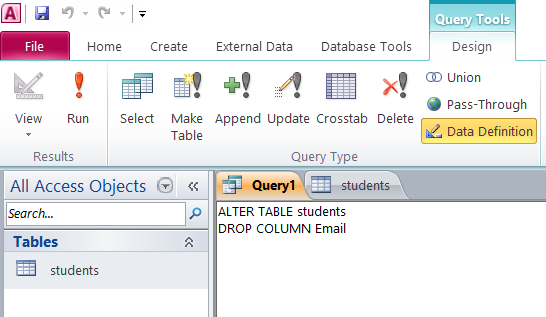 Query Tools
File Home Create External Data Database Tools Design
View Run Select Make Table Append Update Crosstab Delete
Union
Pass-Through
Data Definition
Results Query Type
All Access Objects
Search...
Tables
students
Query1 students
ALTER TABLE students
DROP COLUMN Email